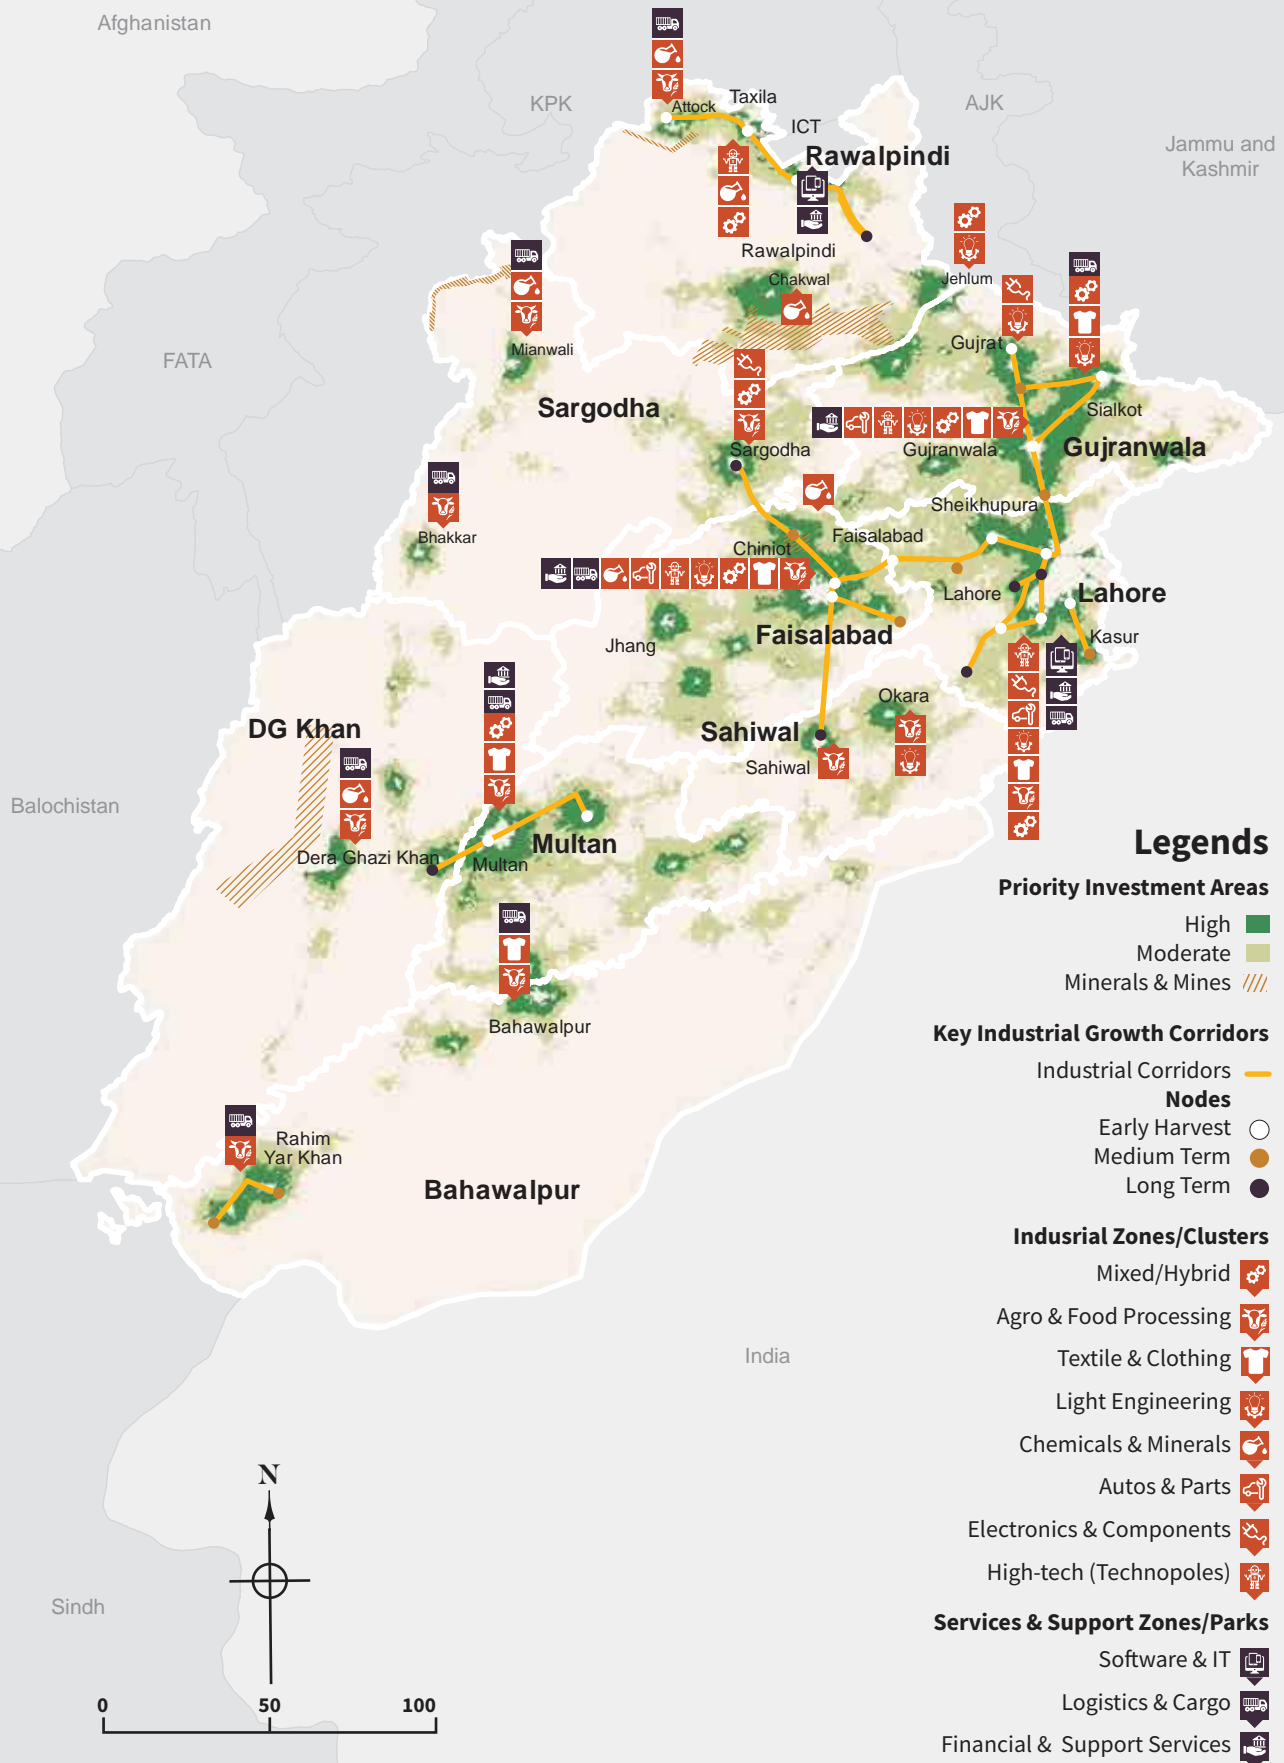 Afghanistan
KPK
Attock
Taxila
ICT
AJK
Rawalpindi
Jammu and
Kashmir
Rawalpindi
Chakwal
Jehlum
Mianwali
FATA
Gujrat
Sargodha
Sialkot
Sargodha
Gujranwala
Gujranwala
Sheikhupura
Bhakkar
Chiniot
Faisalabad
Lahore
Lahore
Faisalabad
Kasur
Jhang
Okara
DG Khan
Sahiwal
Sahiwal
Balochistan
Multan
Dera Ghazi Khan
Multan
Bahawalpur
Rahim
Yar Khan
Bahawalpur
India
Sindh
N
0 50 100
Legends
Priority Investment Areas
High
Moderate
Minerals & Mines
Key Industrial Growth Corridors
Industrial Corridors
Nodes
Early Harvest
Medium Term
Long Term
Indusrial Zones/Clusters
Mixed/Hybrid
Agro & Food Processing
Textile & Clothing
Light Engineering
Chemicals & Minerals
Autos & Parts
Electronics & Components
High-tech (Technopoles)
Services & Support Zones/Parks
Software & IT
Logistics & Cargo
Financial & Support Services